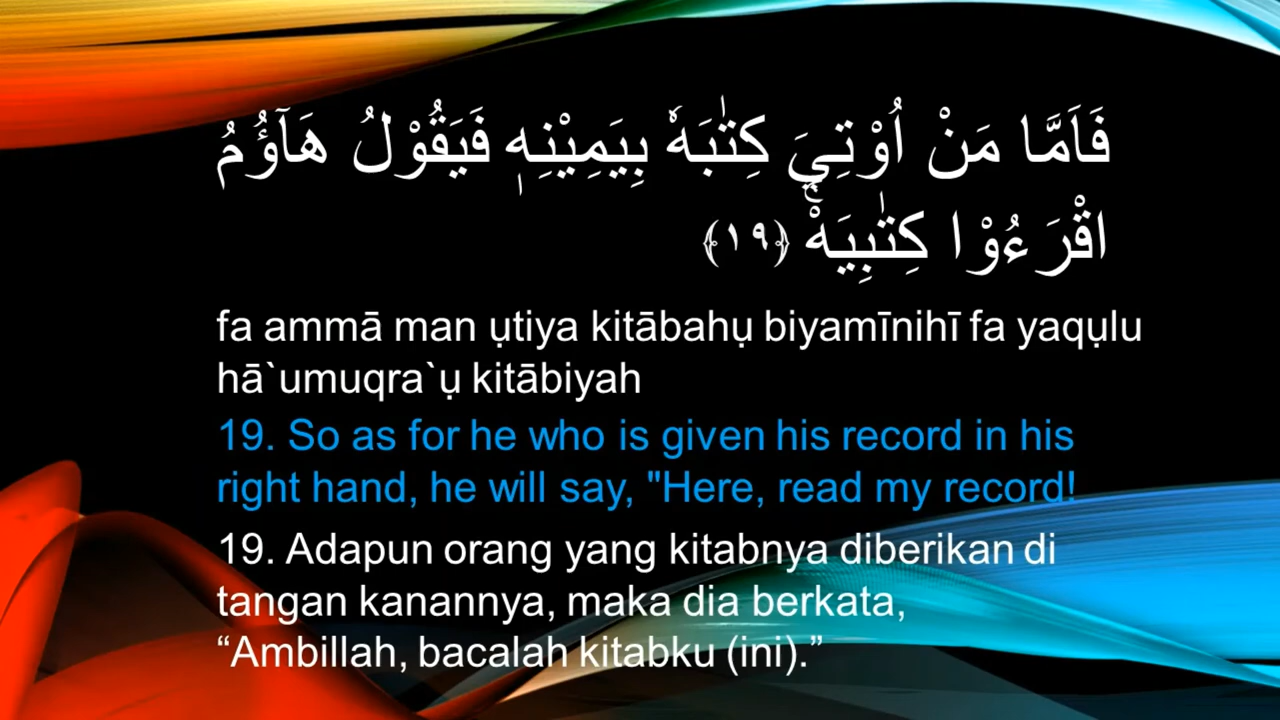 فَاَمَّا مَنْ اُوْتِيَ كِتٰبَهٗ بِيَمِيْنِهٖ فَيَقُوْلُ هَاۤؤُمُ
اقْرَءُوْا كِتٰبِيَهْۚ ﴿١٩﴾
fa ammā man ụtiya kitābahụ biyamīnihī fa yaqụlu
hā`umuqra`ụ kitābiyah
19. So as for he who is given his record in his
right hand, he will say, "Here, read my record!
19. Adapun orang yang kitabnya diberikan di
tangan kanannya, maka dia berkata,
“Ambillah, bacalah kitabku (ini).”